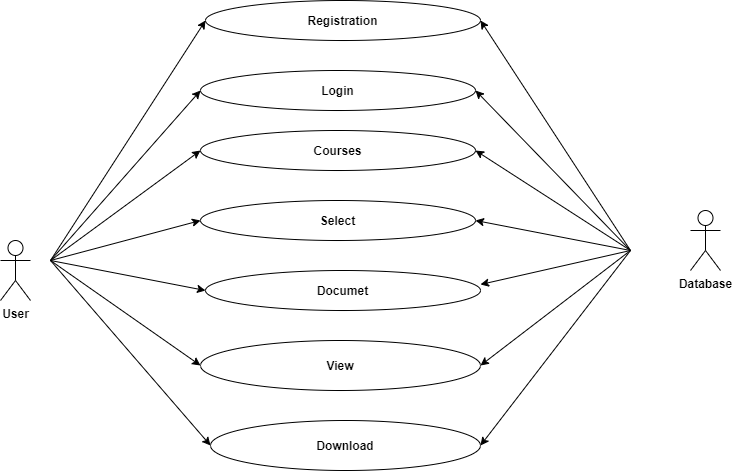 Registration
Login
Courses
Select
Documet
View
Download
User
Database